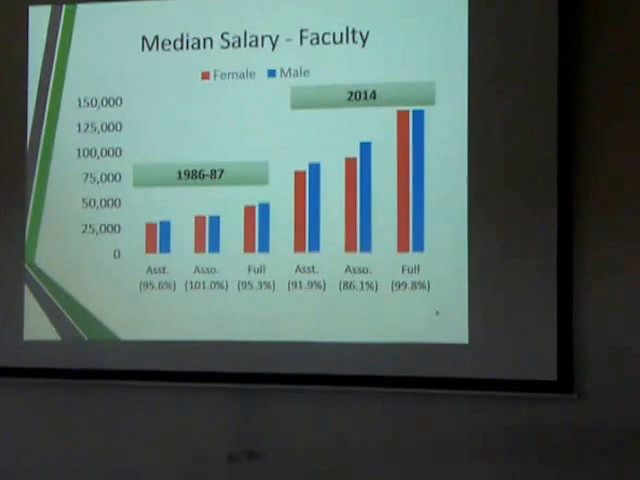 Median Salary - Faculty
Female Male
2014
150,000
125,000
100,000
1986-87
75,000
50,000
25,000
0
Asst. Asso. Full Asst. Asso. Full
(95.6%) (101.0%) (95.3%) (91.9%) (86.1%) (99.8%)